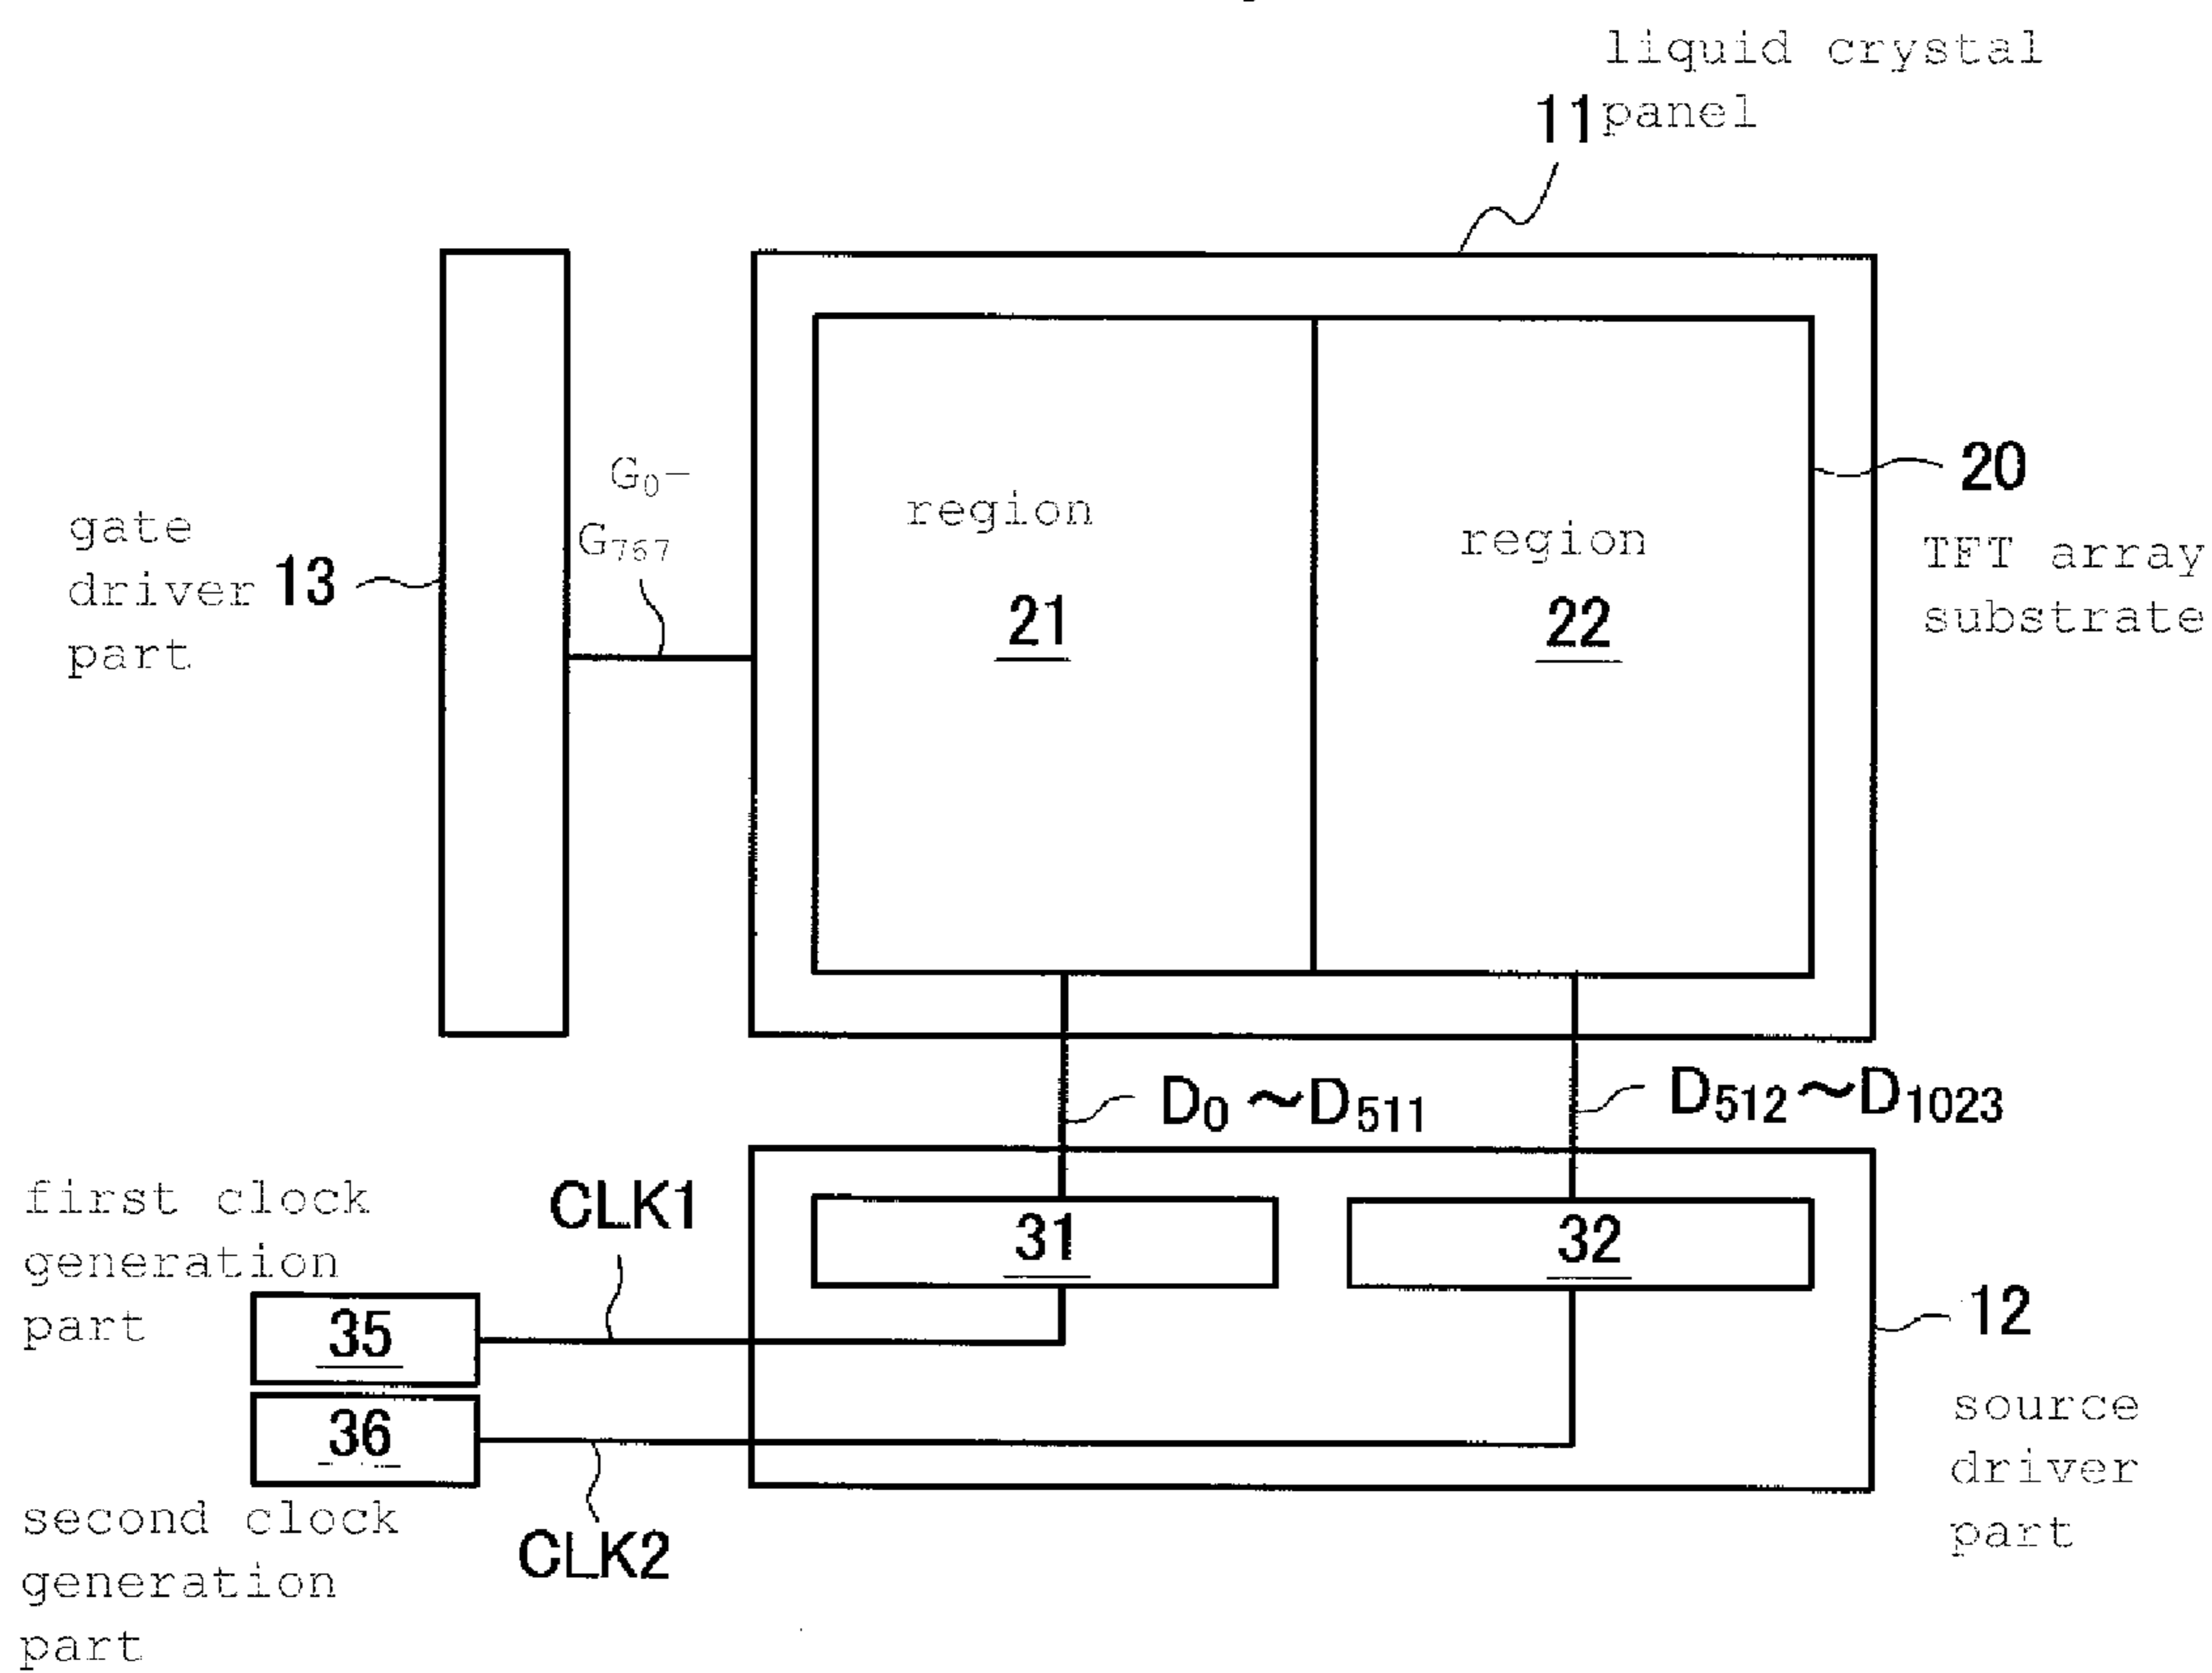 liquid crystal
11 panel
G₀−
G₇₆₇
gate
driver 13
part
region
21
region
22
20
TFT array
substrate
D₀〜D₅₁₁
D₅₁₂〜D₁₀₂₃
first clock
generation
part
CLK1
31
32
35
36
12
source
driver
part
second clock
generation
part
CLK2